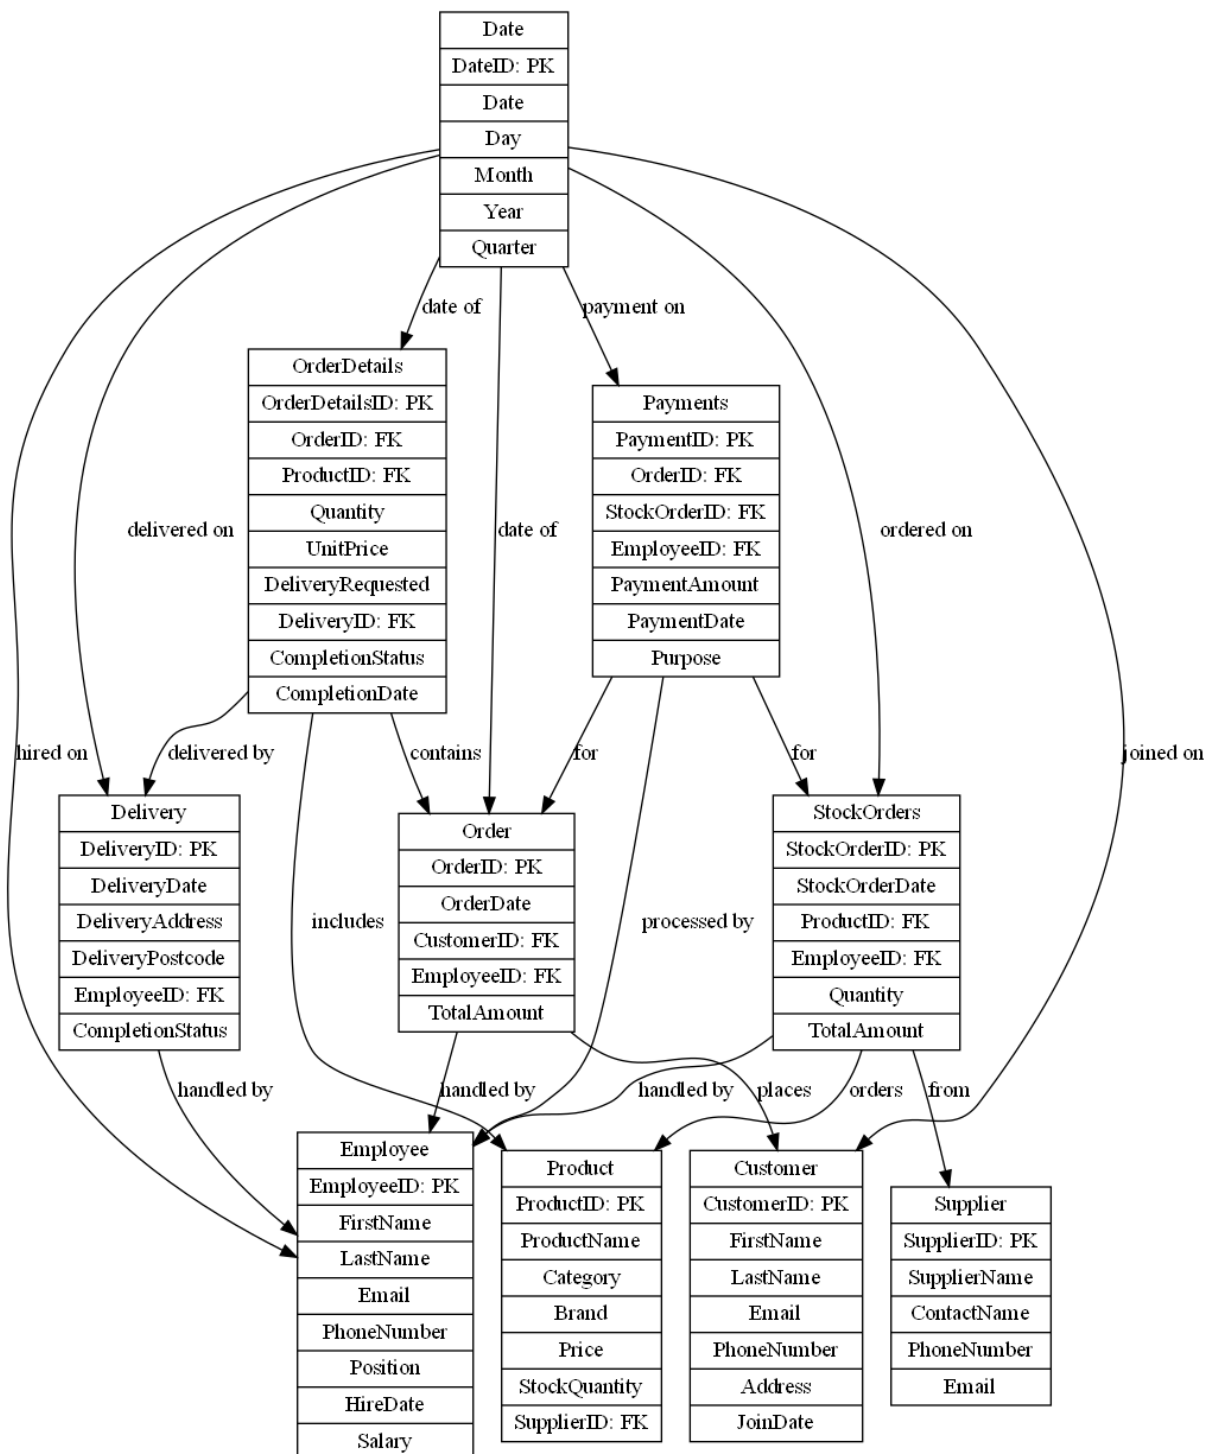 Date
DateID: PK
Date
Day
Month
Year
Quarter
date of
payment on
OrderDetails
OrderDetailsID: PK
OrderID: FK
ProductID: FK
Quantity
UnitPrice
DeliveryRequested
DeliveryID: FK
CompletionStatus
CompletionDate
Payments
PaymentID: PK
OrderID: FK
StockOrderID: FK
EmployeeID: FK
PaymentAmount
PaymentDate
Purpose
delivered on
date of
ordered on
hired on
delivered by
contains
for
for
joined on
Delivery
DeliveryID: PK
DeliveryDate
DeliveryAddress
DeliveryPostcode
EmployeeID: FK
CompletionStatus
includes
Order
OrderID: PK
OrderDate
CustomerID: FK
EmployeeID: FK
TotalAmount
processed by
StockOrders
StockOrderID: PK
StockOrderDate
ProductID: FK
EmployeeID: FK
Quantity
TotalAmount
handled by
handled by
handled by
places
orders
from
Employee
EmployeeID: PK
FirstName
LastName
Email
PhoneNumber
Position
HireDate
Salary
Product
ProductID: PK
ProductName
Category
Brand
Price
StockQuantity
SupplierID: FK
Customer
CustomerID: PK
FirstName
LastName
Email
PhoneNumber
Address
JoinDate
Supplier
SupplierID: PK
SupplierName
ContactName
PhoneNumber
Email